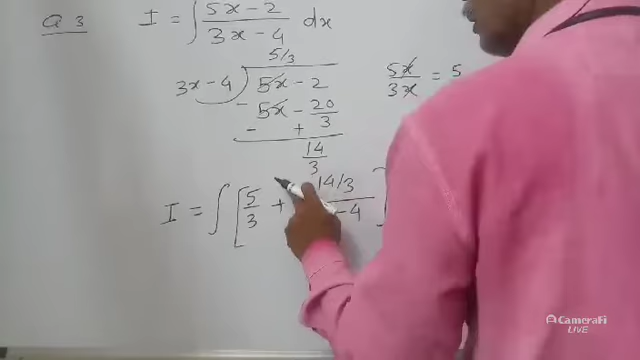 Q 3 I = ∫ 5x - 2 / 3x - 4 dx
5/3
3x - 4 ) 5x - 2
5x / 3x = 5
- 5x - 20/3
- +
14/3
I = ∫ [ 5/3 + 14/3 / - 4 ]
CameraFi
LIVE